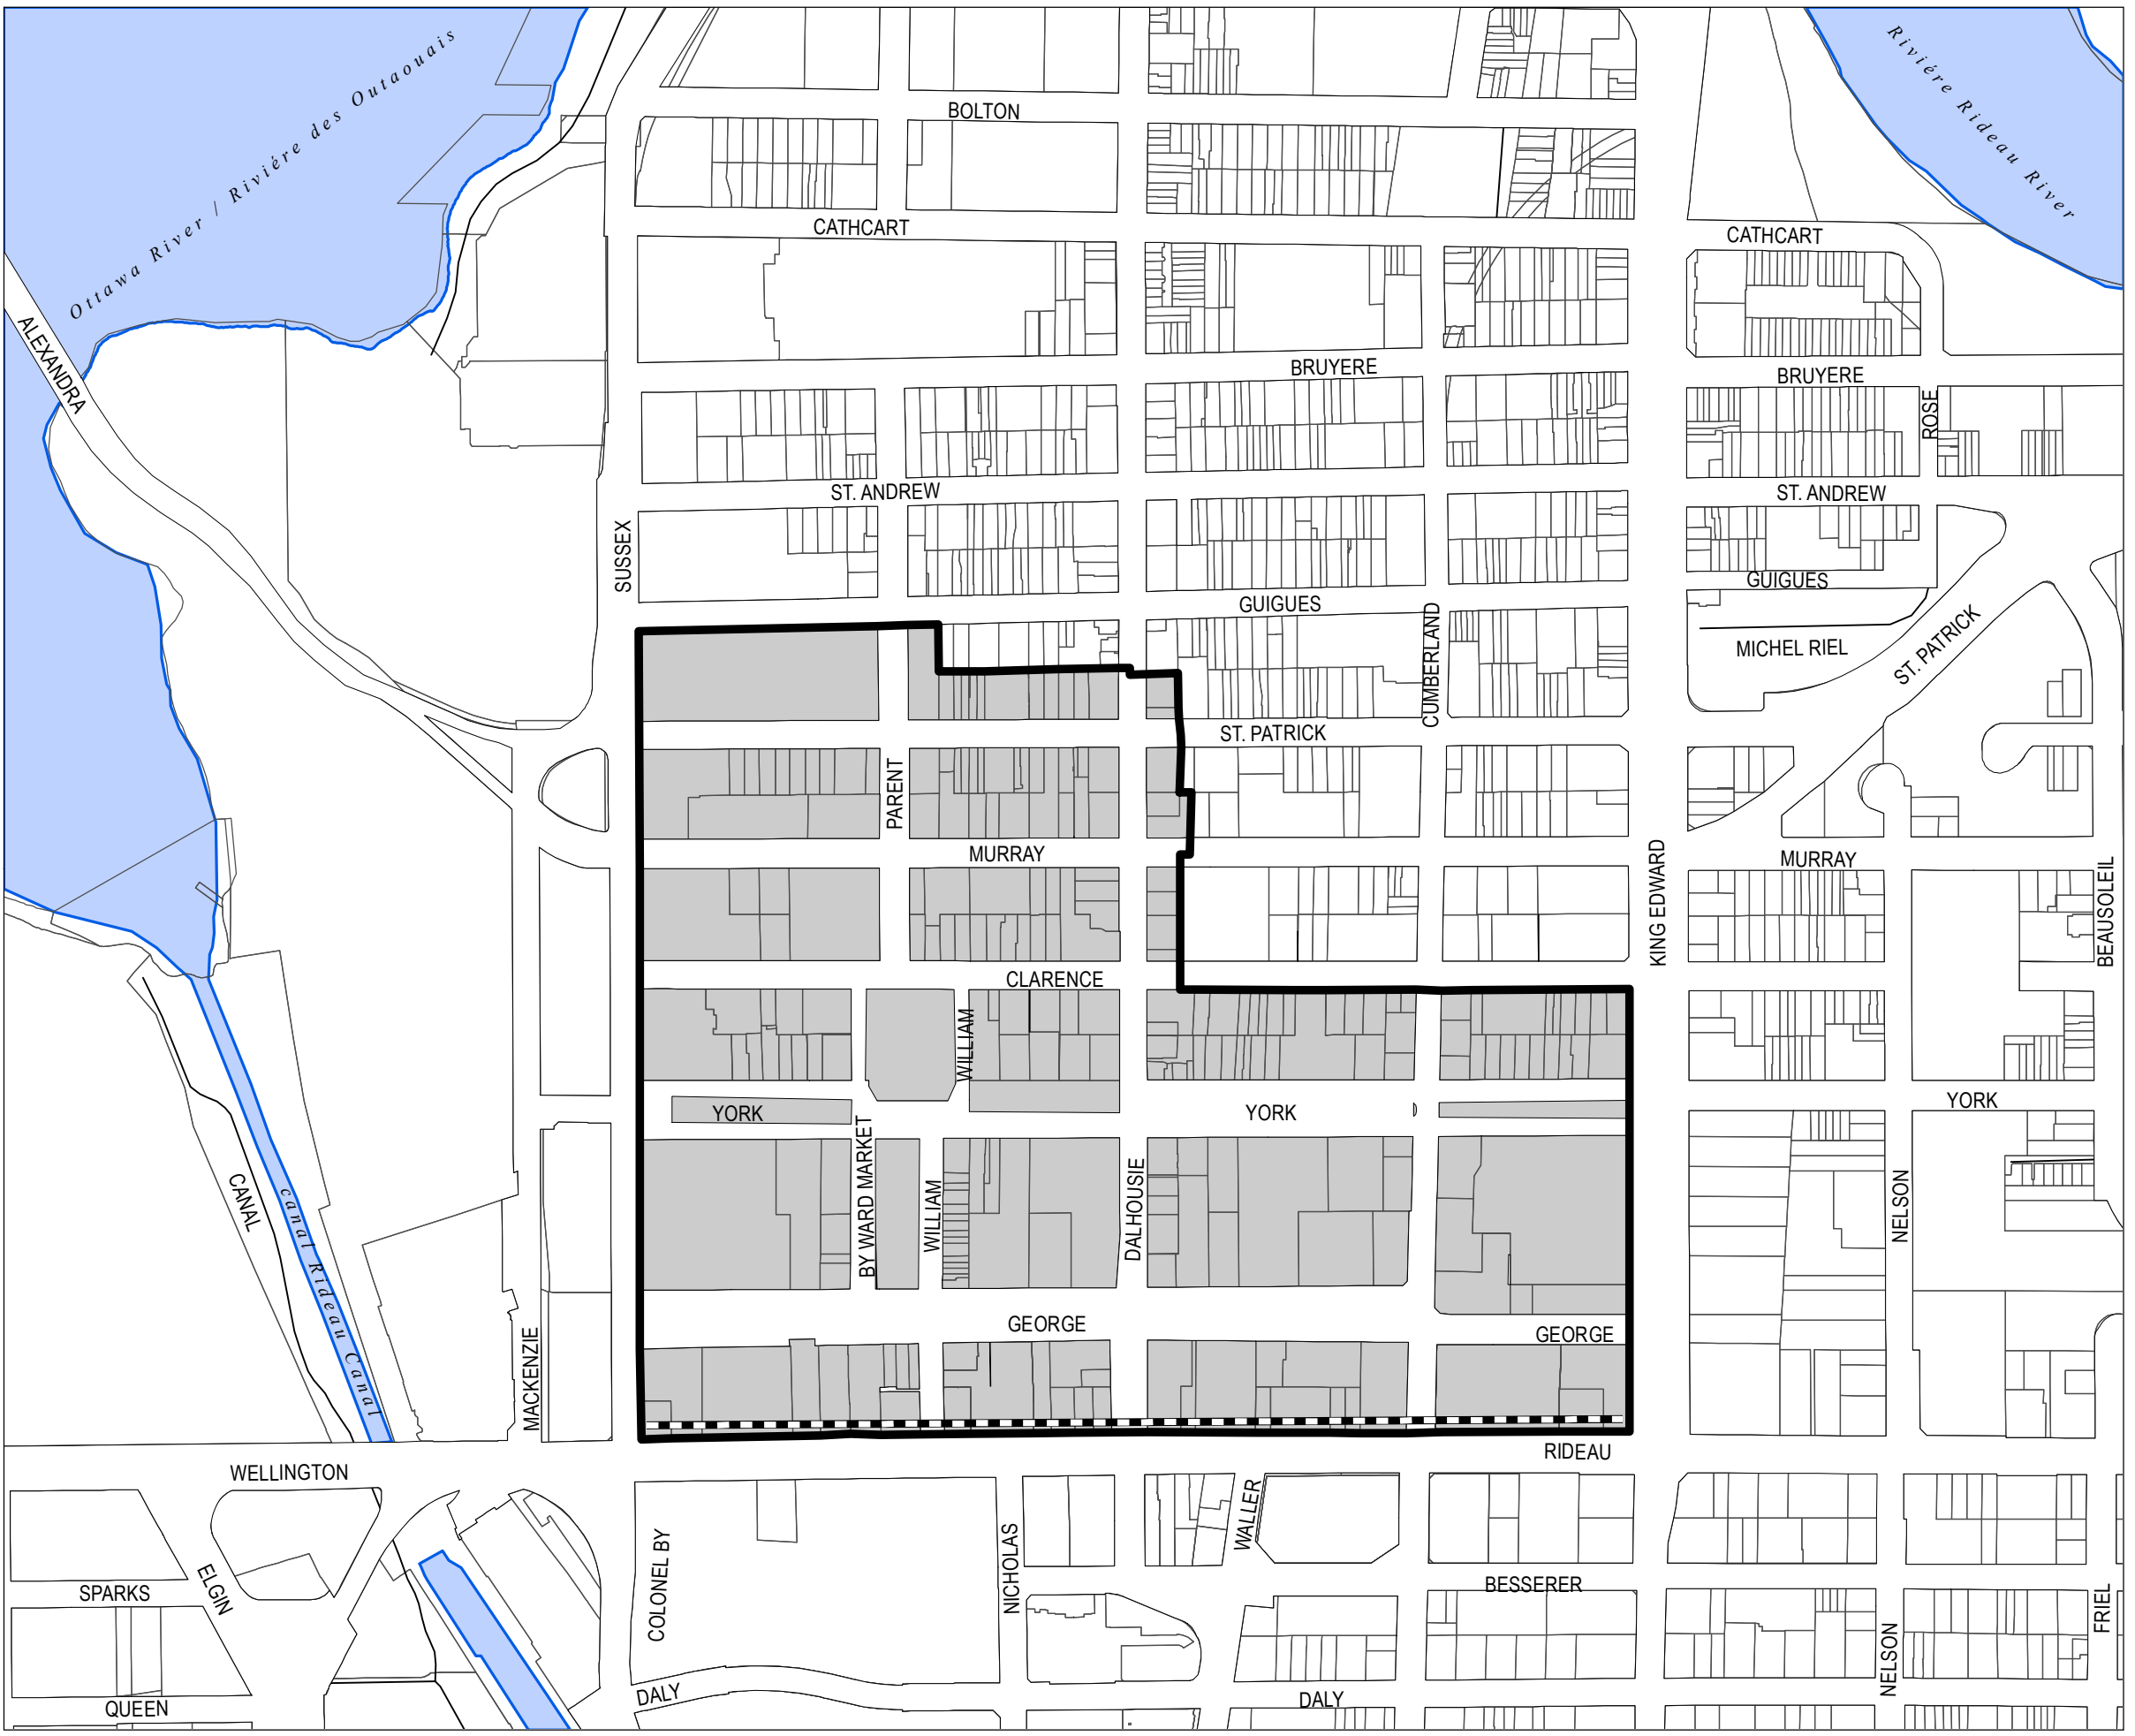 Ottawa River / Riviére des Outaouais
Riviére Rideau River
BOLTON
CATHCART
CATHCART
ALEXANDRA
BRUYERE
BRUYERE
ROSE
ST. ANDREW
ST. ANDREW
SUSSEX
GUIGUES
GUIGUES
CUMBERLAND
MICHEL RIEL
ST. PATRICK
ST. PATRICK
PARENT
MURRAY
MURRAY
KING EDWARD
BEAUSOLEIL
CLARENCE
WILLIAM
YORK
YORK
YORK
BY WARD MARKET
WILLIAM
DALHOUSIE
NELSON
CANAL
canal Rideau Canal
GEORGE
GEORGE
MACKENZIE
RIDEAU
WELLINGTON
COLONEL BY
NICHOLAS
WALLER
BESSERER
SPARKS
ELGIN
FRIEL
NELSON
DALY
DALY
QUEEN